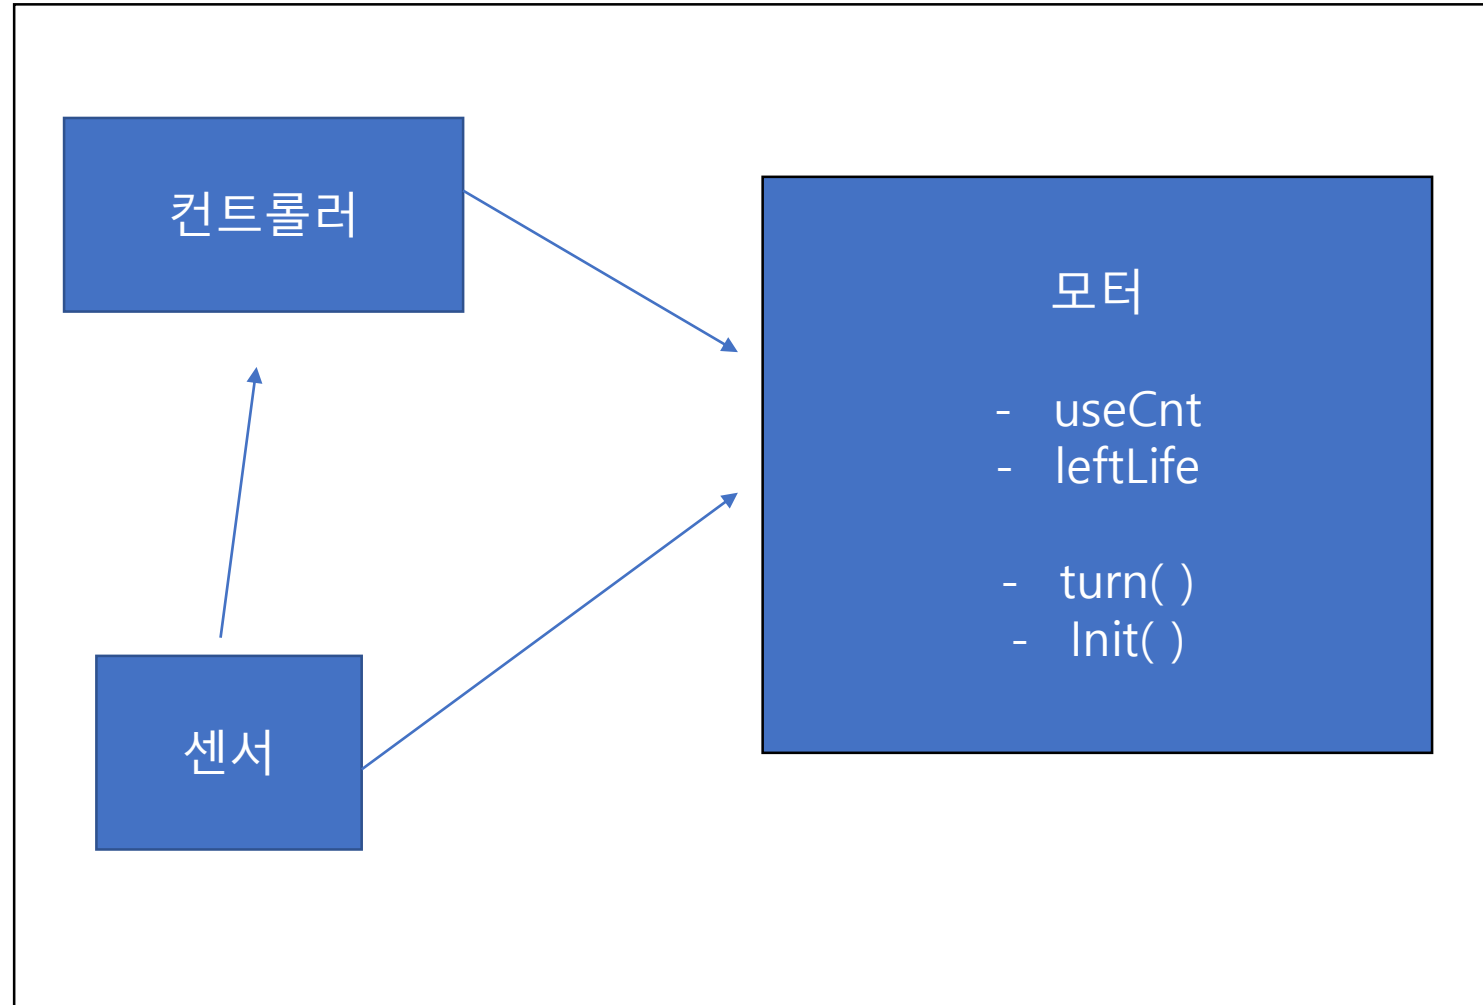 컨트롤러
모터
- useCnt
- leftLife
- turn( )
- Init( )
센서